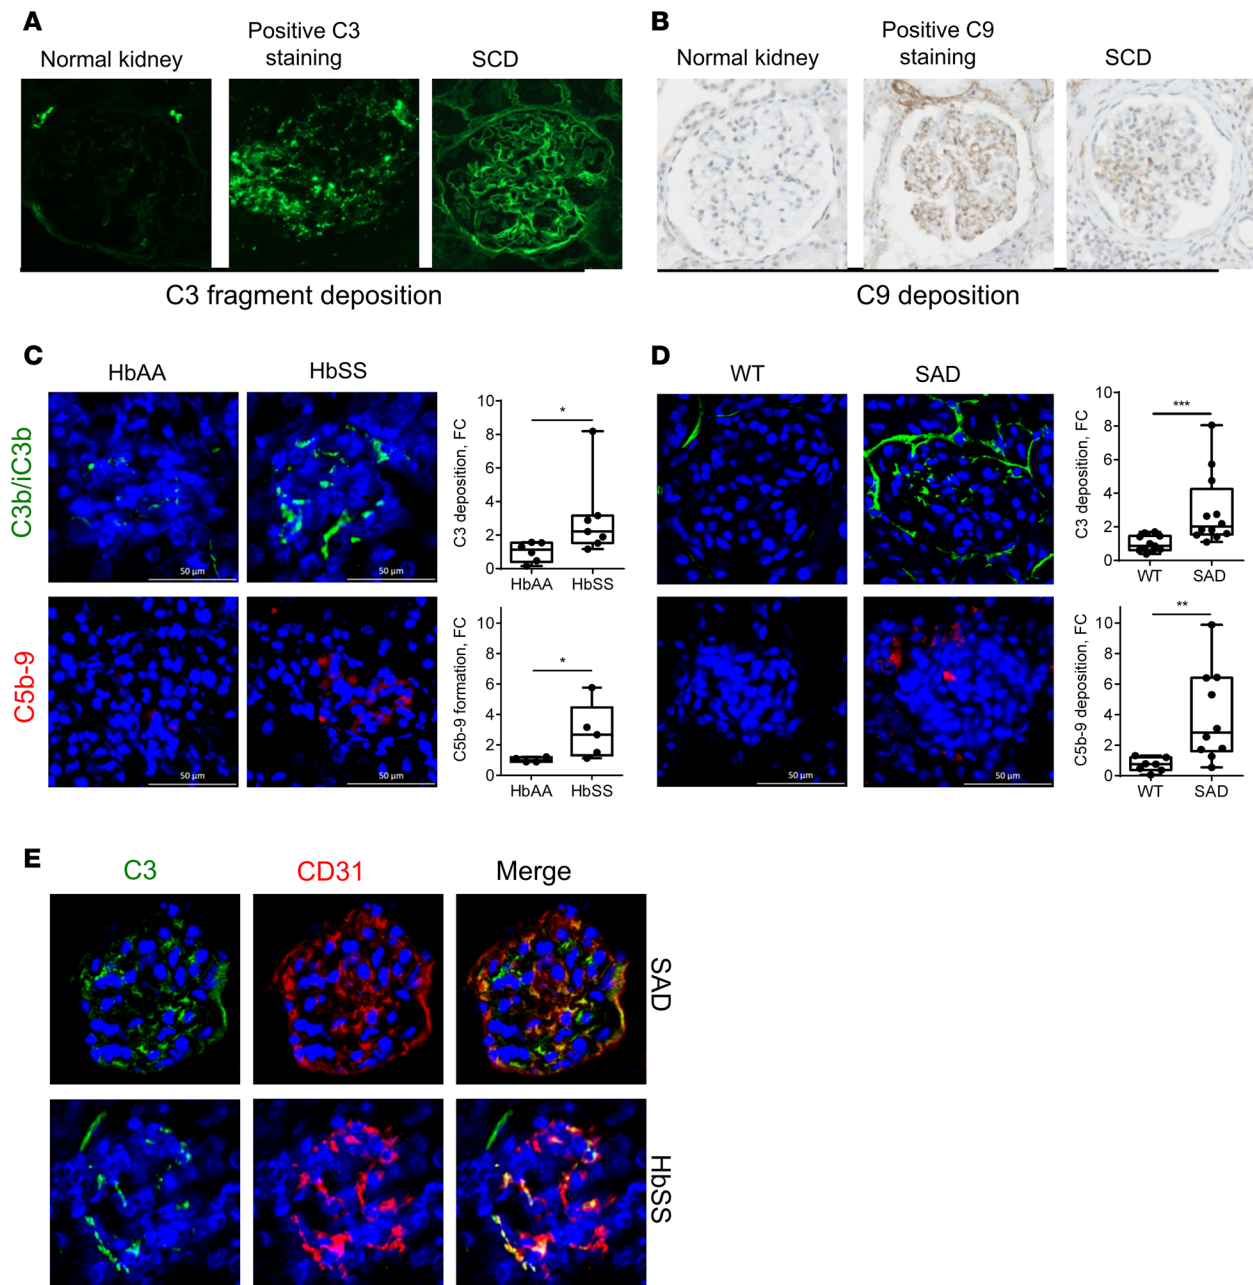 A
Normal kidney
Positive C3
staining
SCD
C3 fragment deposition
B
Normal kidney
Positive C9
staining
SCD
C9 deposition
C
HbAA
HbSS
C3b/iC3b
50 µm
50 µm
C3 deposition, FC
10
8
6
4
2
0
*
HbAA
HbSS
C5b-9
50 µm
50 µm
C5b-9 formation, FC
10
8
6
4
2
0
*
HbAA
HbSS
D
WT
SAD
C3 deposition, FC
10
8
6
4
2
0
***
WT
SAD
50 µm
50 µm
C5b-9 deposition, FC
10
8
6
4
2
0
**
WT
SAD
E
C3
CD31
Merge
SAD
HbSS